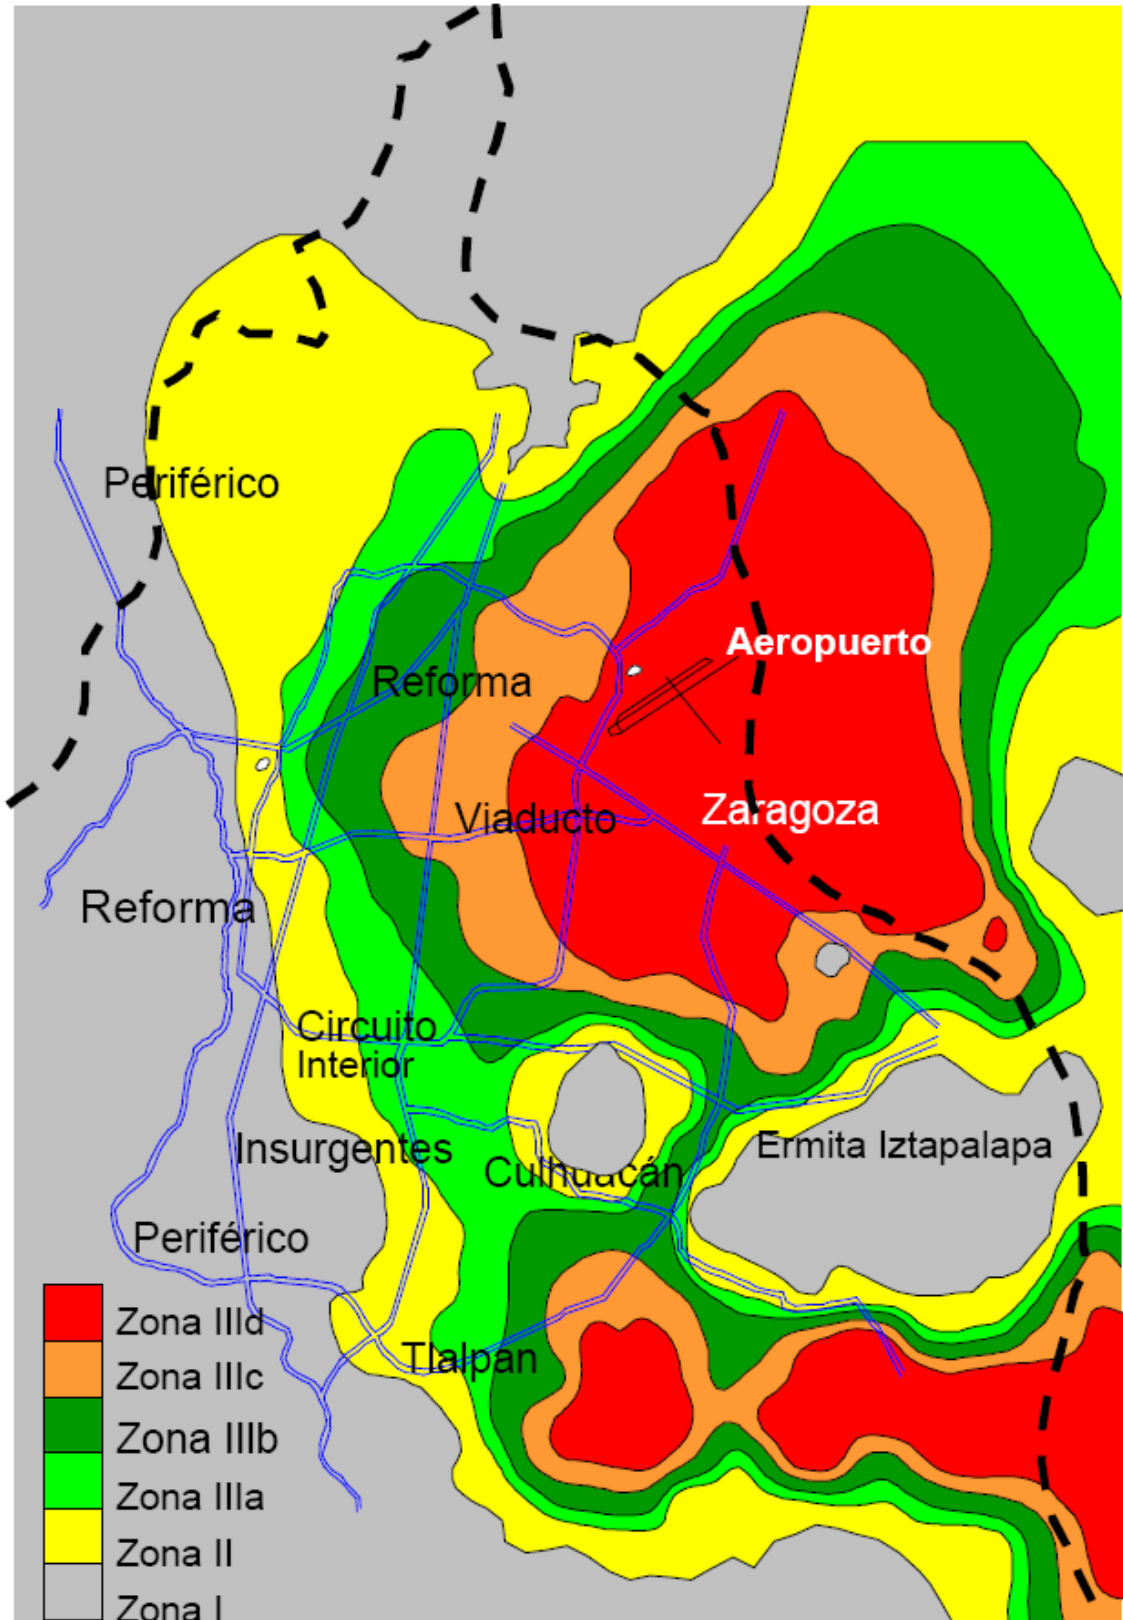 Periférico
Aeropuerto
Reforma
Zaragoza
Viaducto
Reforma
Circuito
Interior
Insurgentes
Ermita Iztapalapa
Culhuacán
Periférico
Tlalpan
Zona IIId
Zona IIIc
Zona IIIb
Zona IIIa
Zona II
Zona I